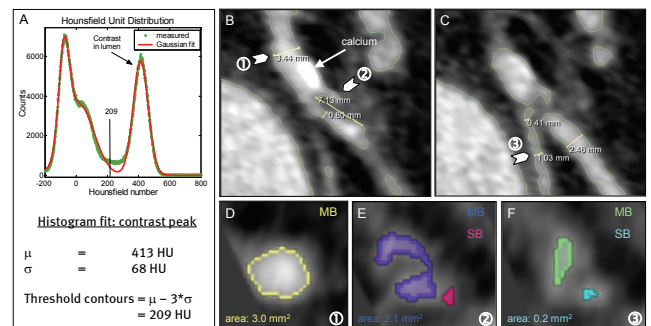 A
Hounsfield Unit Distribution
measured
Gaussian fit
Contrast
in lumen
209
Counts
6000
4000
2000
0
-200
0
200
400
600
800
Hounsfield number
Histogram fit: contrast peak
μ = 413 HU
σ = 68 HU
Threshold contours = μ − 3*σ
= 209 HU
B
①
3.44 mm
calcium
②
7.13 mm
0.80 mm
C
0.41 mm
③
1.03 mm
2.46 mm
D
MB
area: 3.0 mm²
①
E
MB
SB
area: 2.1 mm²
②
F
MB
SB
area: 0.2 mm²
③